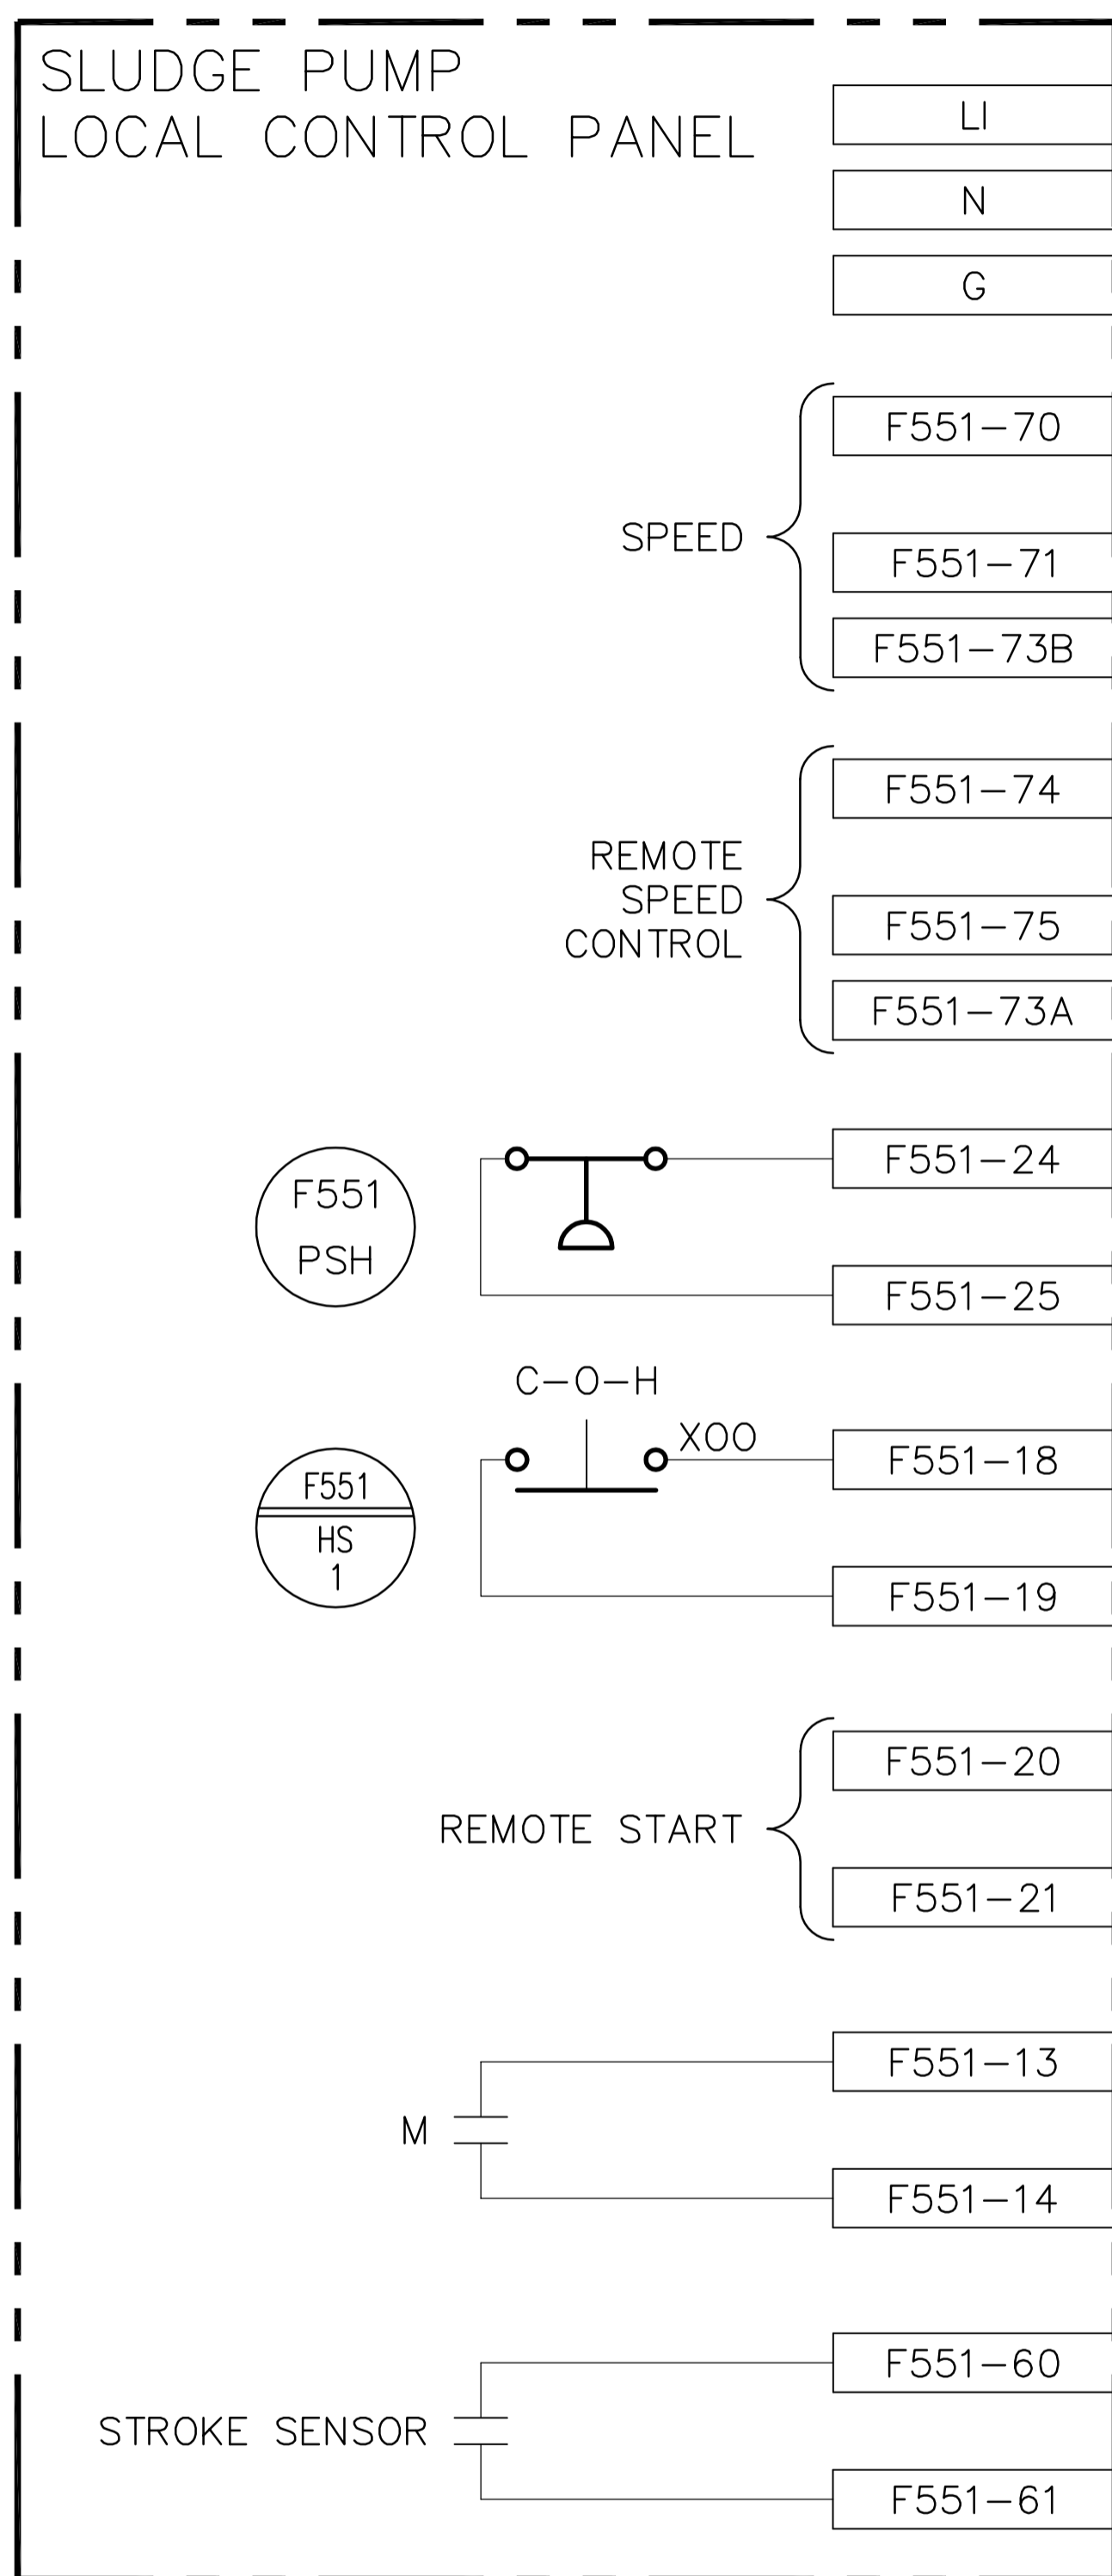 SLUDGE PUMP
LOCAL CONTROL PANEL
LI
N
G
F551-70
SPEED
F551-71
F551-73B
F551-74
REMOTE
SPEED
CONTROL
F551-75
F551-73A
F551-24
F551
PSH
F551-25
C-O-H
XOO
F551-18
F551
HS
1
F551-19
F551-20
REMOTE START
F551-21
F551-13
M
F551-14
F551-60
STROKE SENSOR
F551-61